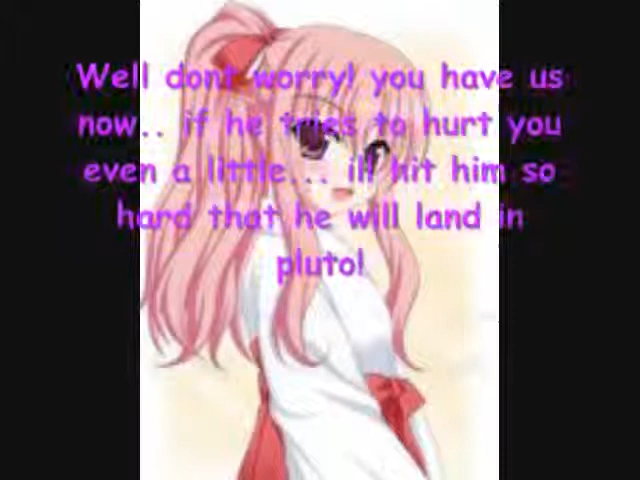 Well dont worry! you have us
now.. if he tries to hurt you
even a little... ill hit him so
hard that he will land in
pluto!